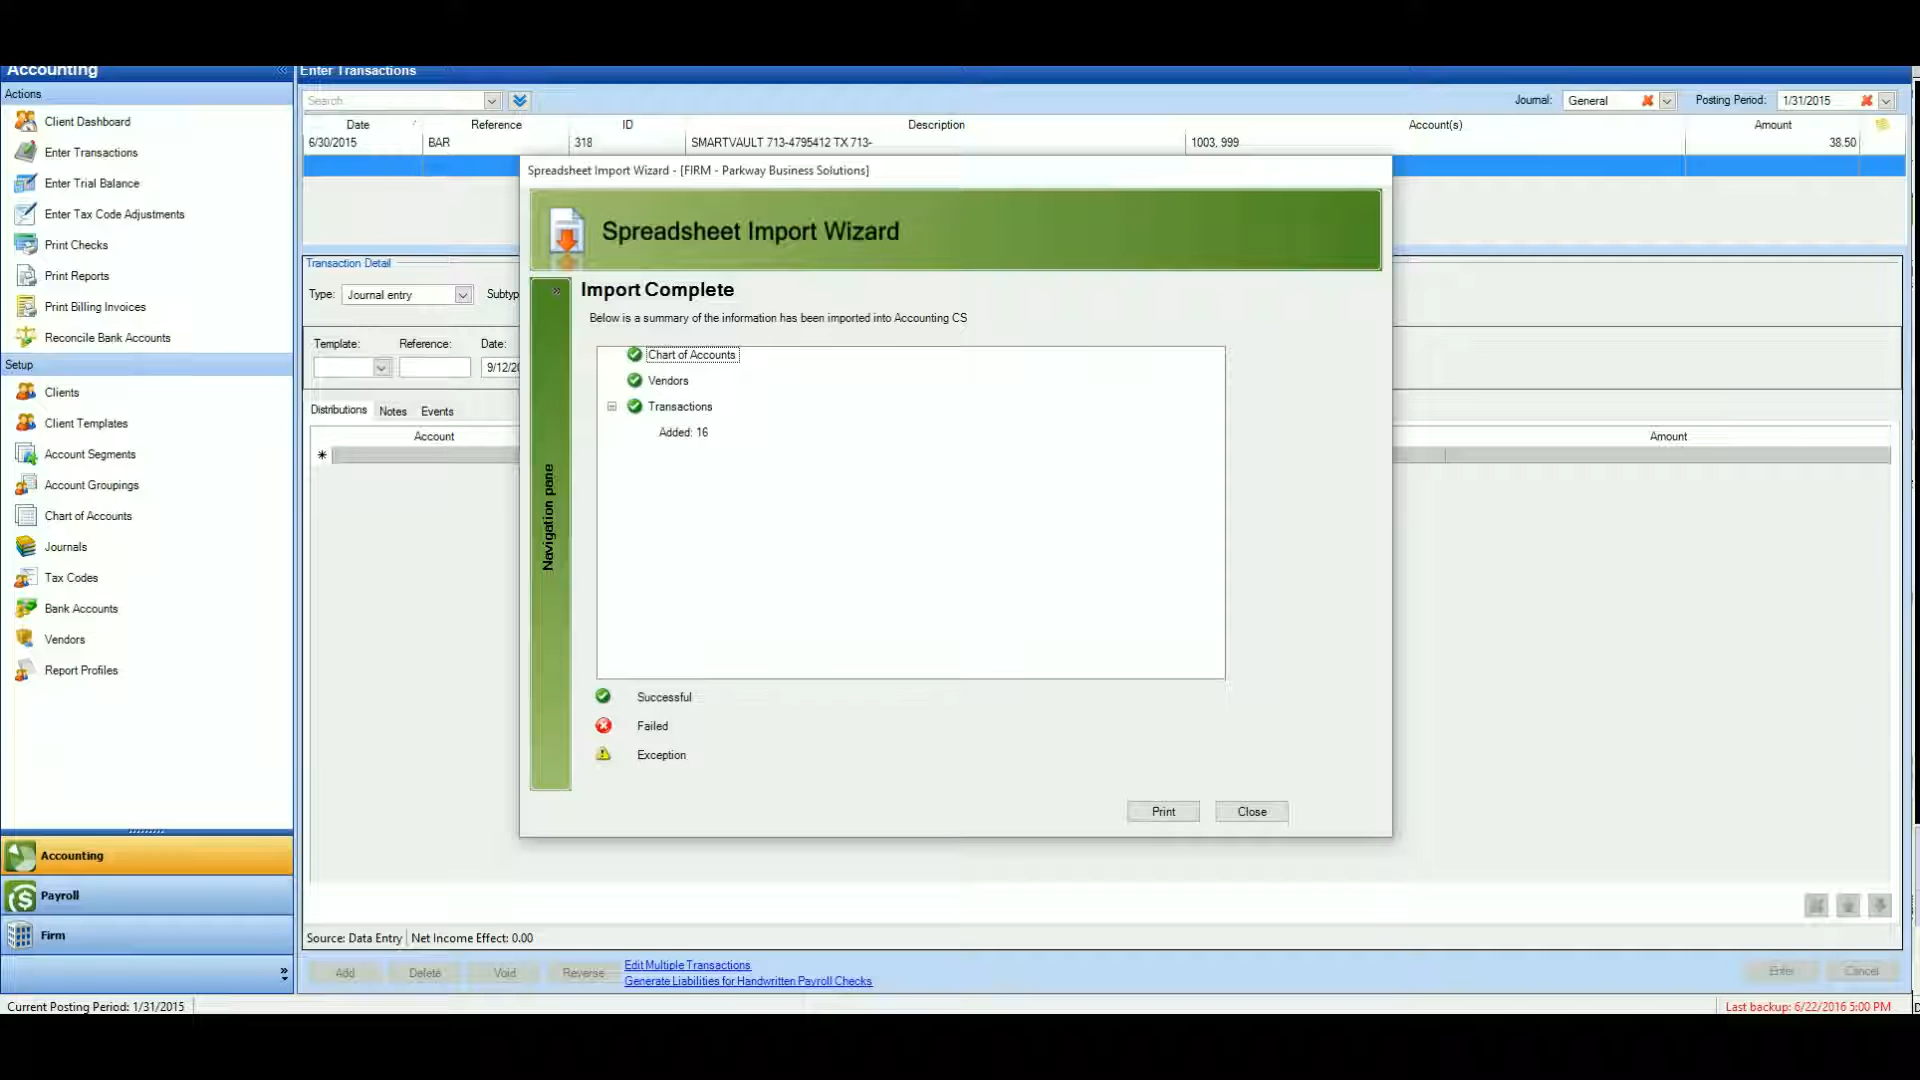 Accounting
Enter Transactions
Actions
Client Dashboard
Enter Transactions
Enter Trial Balance
Enter Tax Code Adjustments
Print Checks
Print Reports
Print Billing Invoices
Reconcile Bank Accounts
Setup
Clients
Client Templates
Account Segments
Account Groupings
Chart of Accounts
Journals
Tax Codes
Bank Accounts
Vendors
Report Profiles
Accounting
Payroll
Firm
Search
Journal: General
Posting Period: 1/31/2015
Date Reference ID Description Account(s) Amount
6/30/2015 BAR 318 SMARTVAULT 713-4795412 TX 713- 1003, 999 38.50
Transaction Detail
Type: Journal entry
Template: Reference: Date:
Distributions Notes Events
Account Amount
Spreadsheet Import Wizard - [FIRM - Parkway Business Solutions]
Spreadsheet Import Wizard
»
Navigation pane
Import Complete
Below is a summary of the information has been imported into Accounting CS
Chart of Accounts
Vendors
Transactions
Added: 16
Successful
Failed
Exception
Print Close
Source: Data Entry Net Income Effect: 0.00
Add Delete Void Reverse
Edit Multiple Transactions
Generate Liabilities for Handwritten Payroll Checks
Enter Cancel
Current Posting Period: 1/31/2015
Last backup: 6/22/2016 5:00 PM